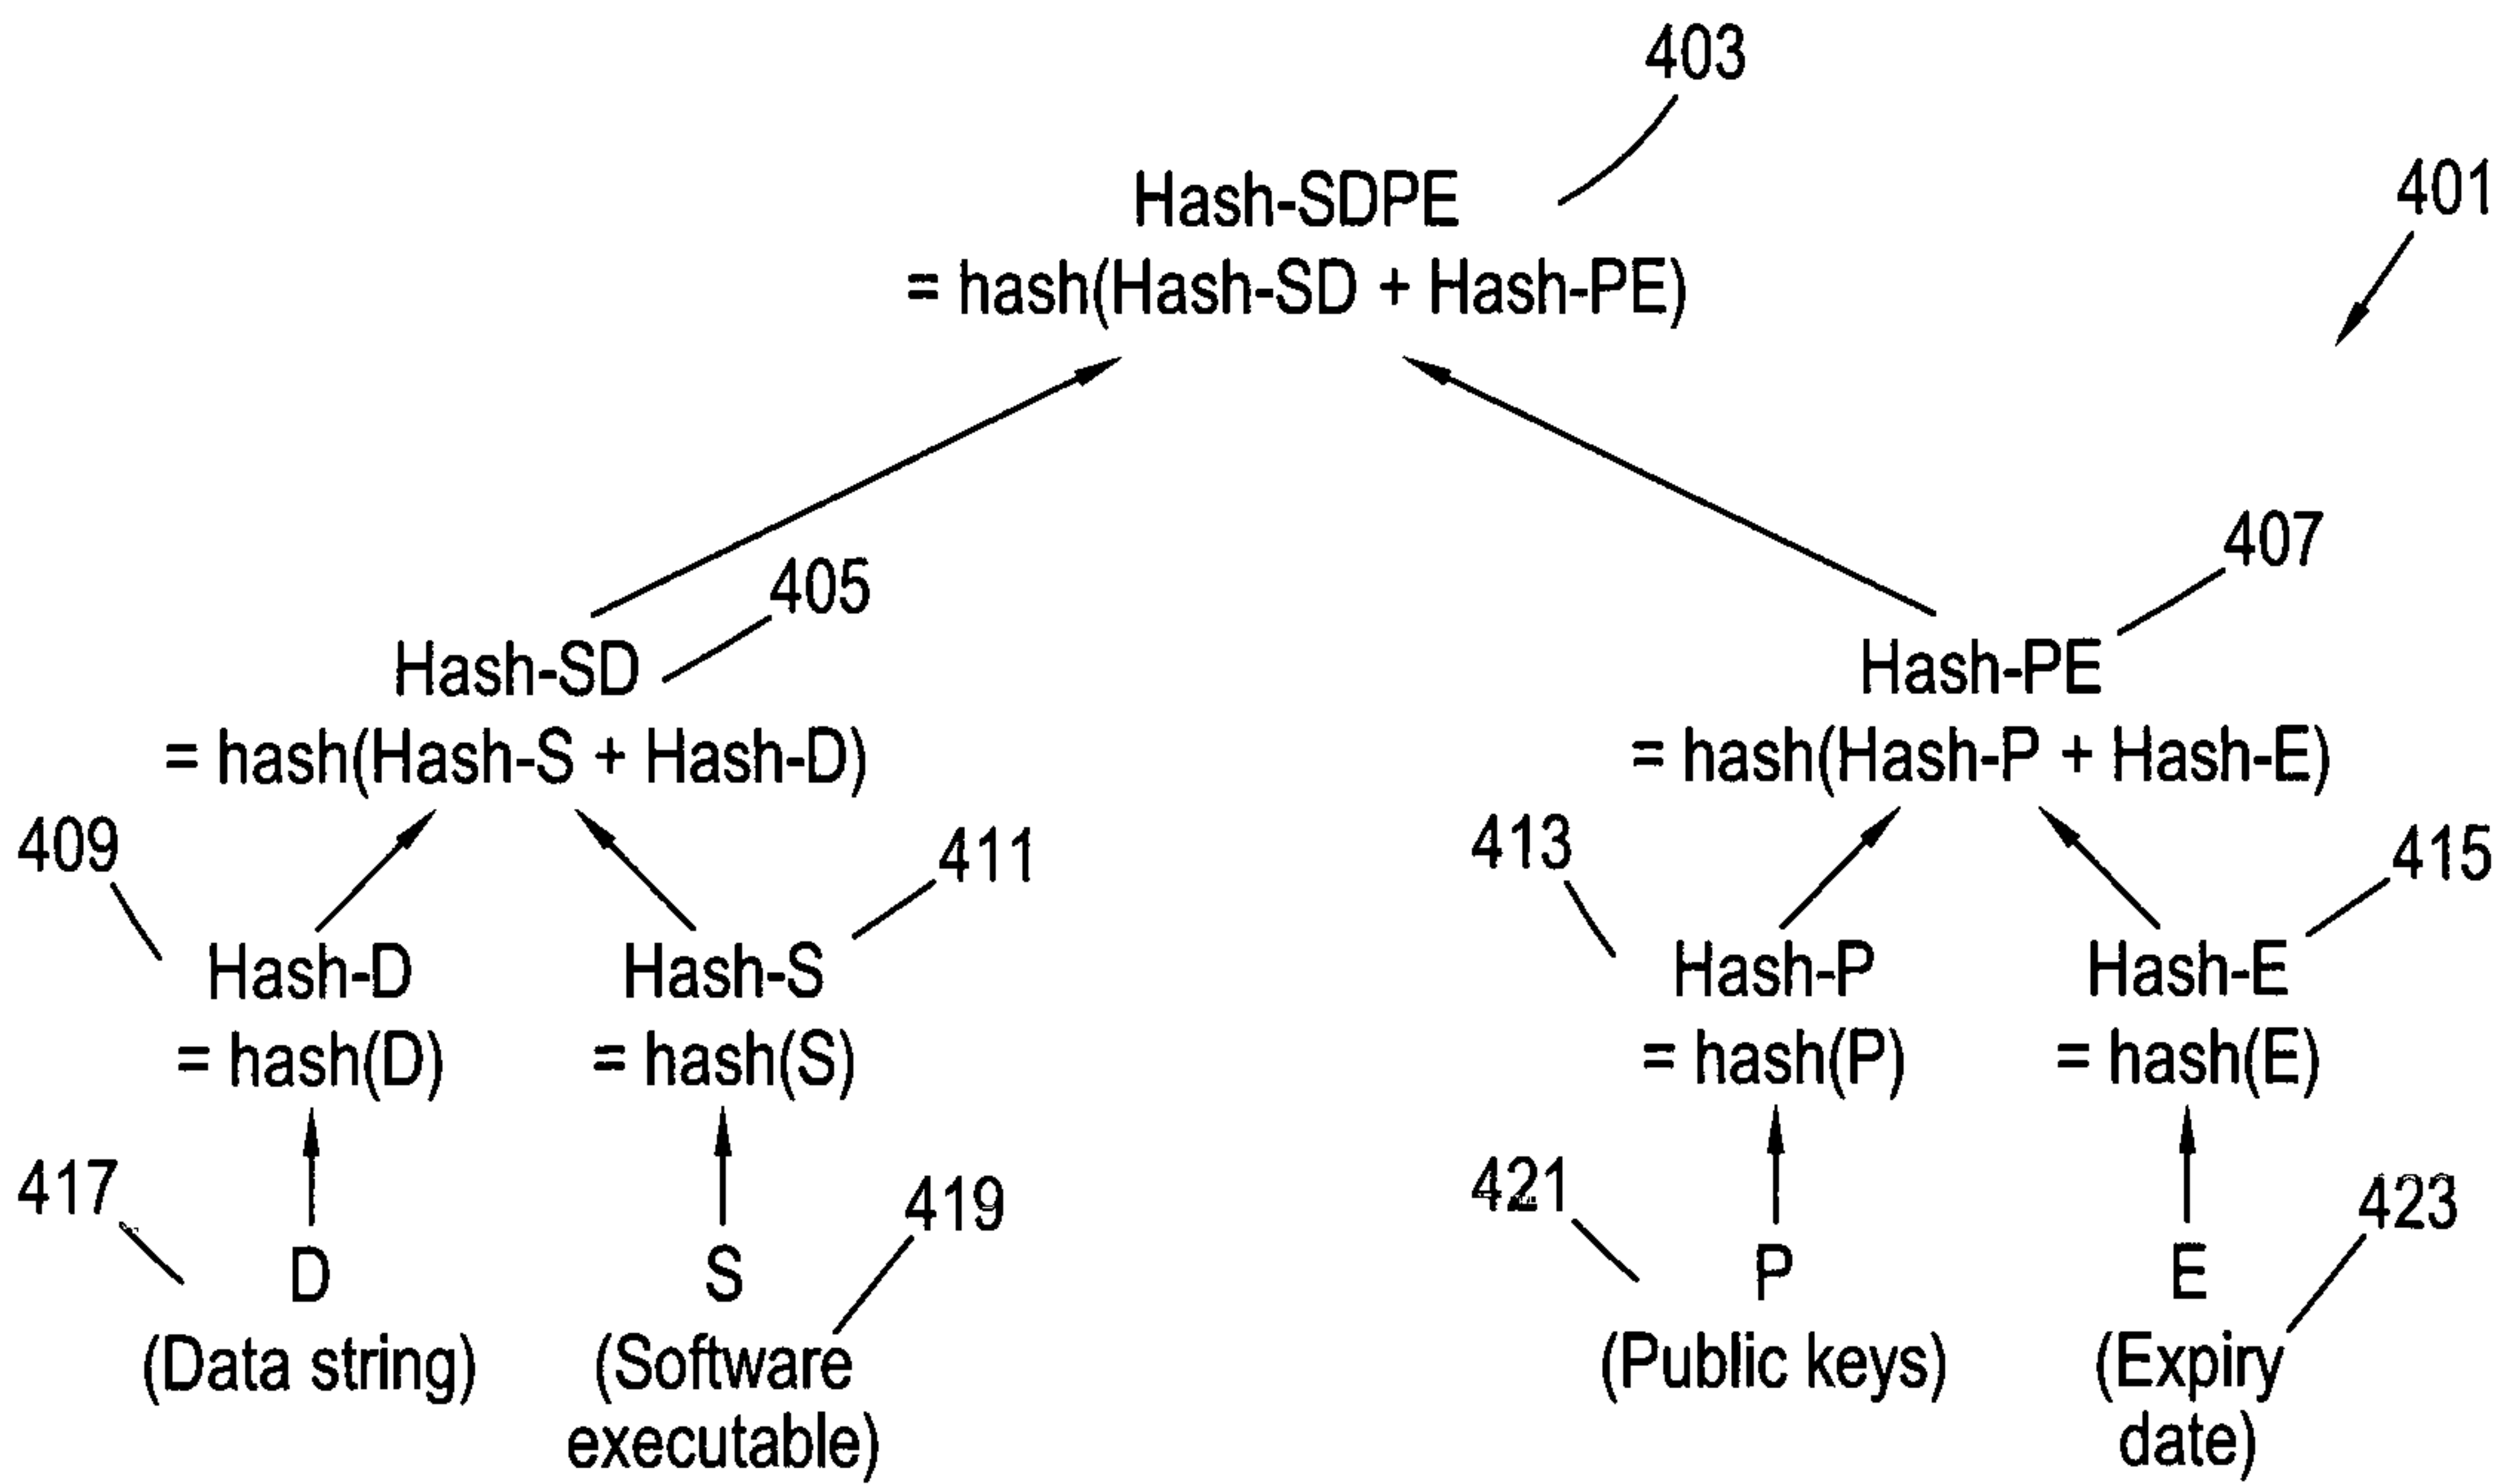 403
401
Hash-SDPE
= hash(Hash-SD + Hash-PE)
405
407
Hash-SD
= hash(Hash-S + Hash-D)
Hash-PE
= hash(Hash-P + Hash-E)
409
411
413
415
Hash-D
= hash(D)
Hash-S
= hash(S)
Hash-P
= hash(P)
Hash-E
= hash(E)
417
419
421
423
D
(Data string)
S
(Software
executable)
P
(Public keys)
E
(Expiry
date)